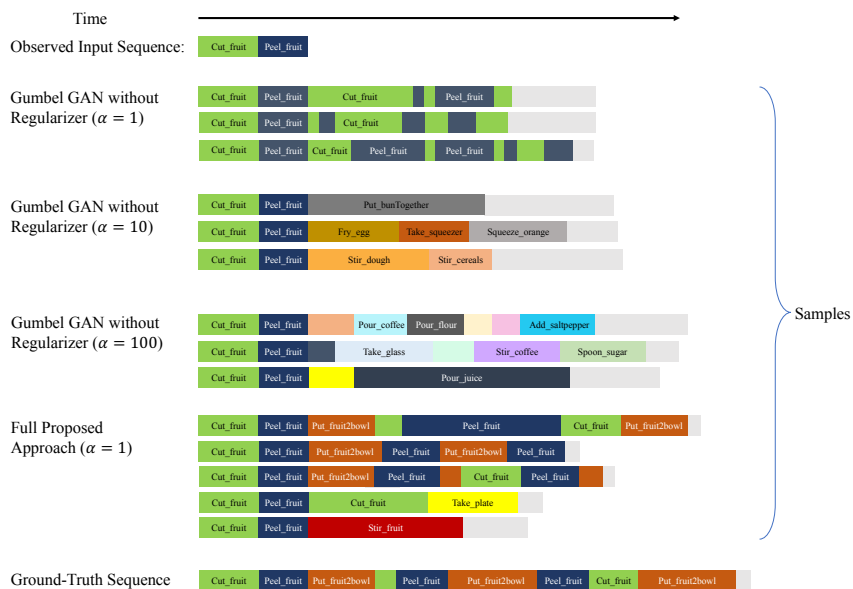 Time
Observed Input Sequence: Cut_fruit Peel_fruit
Gumbel GAN without
Regularizer (α = 1)
Cut_fruit Peel_fruit Cut_fruit Peel_fruit
Cut_fruit Peel_fruit Cut_fruit
Cut_fruit Peel_fruit Cut_fruit Peel_fruit Peel_fruit
Gumbel GAN without
Regularizer (α = 10)
Cut_fruit Peel_fruit Put_bunTogether
Cut_fruit Peel_fruit Fry_egg Take_squeezer Squeeze_orange
Cut_fruit Peel_fruit Stir_dough Stir_cereals
Gumbel GAN without
Regularizer (α = 100)
Cut_fruit Peel_fruit Pour_coffee Pour_flour Add_saltpepper
Cut_fruit Peel_fruit Take_glass Stir_coffee Spoon_sugar
Cut_fruit Peel_fruit Pour_juice
Samples
Full Proposed
Approach (α = 1)
Cut_fruit Peel_fruit Put_fruit2bowl Peel_fruit Cut_fruit Put_fruit2bowl
Cut_fruit Peel_fruit Put_fruit2bowl Peel_fruit Put_fruit2bowl Peel_fruit
Cut_fruit Peel_fruit Put_fruit2bowl Peel_fruit Cut_fruit Peel_fruit
Cut_fruit Peel_fruit Cut_fruit Take_plate
Cut_fruit Peel_fruit Stir_fruit
Ground-Truth Sequence Cut_fruit Peel_fruit Put_fruit2bowl Peel_fruit Put_fruit2bowl Peel_fruit Cut_fruit Put_fruit2bowl